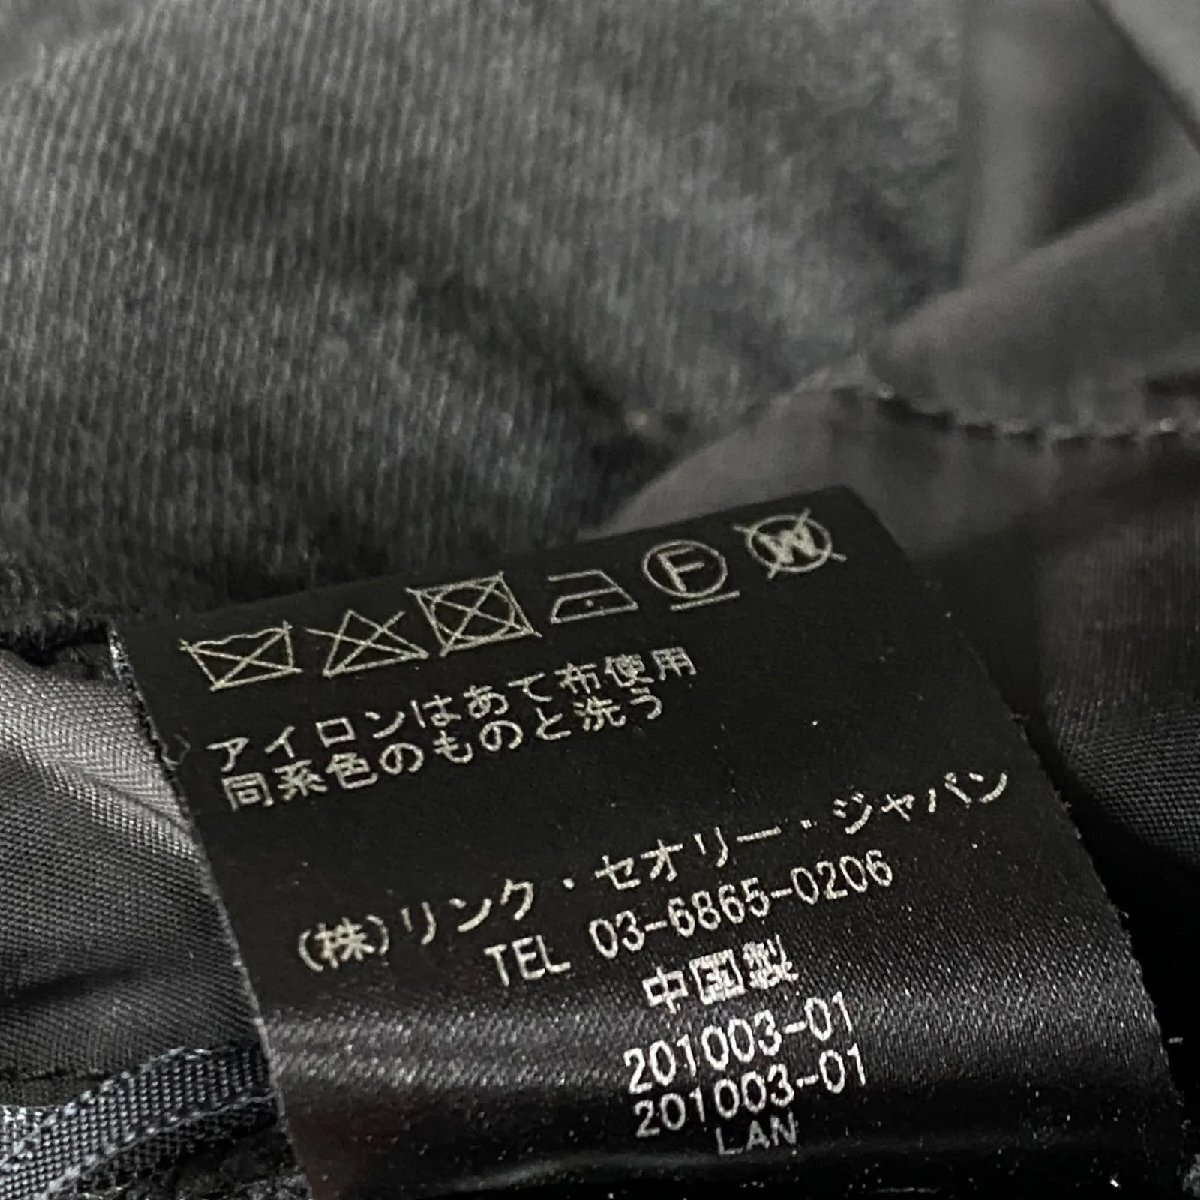 F W
アイロンはあて布使用
同系色のものと洗う
(株)リンク・セオリー・ジャパン
TEL 03-6865-0206
中国製
201003-01
201003-01
LAN